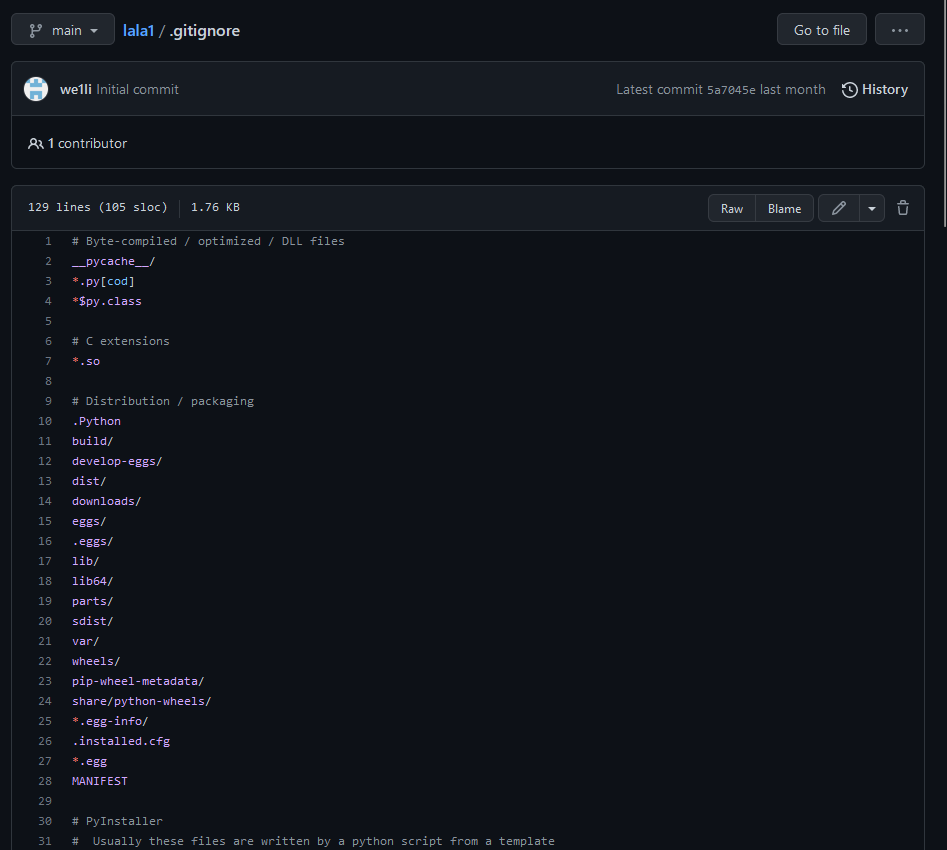 main lala1 / .gitignore Go to file ...
we1li Initial commit Latest commit 5a7045e last month History
1 contributor
129 lines (105 sloc) 1.76 KB Raw Blame
1 # Byte-compiled / optimized / DLL files
2 __pycache__/
3 *.py[cod]
4 *$py.class
5
6 # C extensions
7 *.so
8
9 # Distribution / packaging
10 .Python
11 build/
12 develop-eggs/
13 dist/
14 downloads/
15 eggs/
16 .eggs/
17 lib/
18 lib64/
19 parts/
20 sdist/
21 var/
22 wheels/
23 pip-wheel-metadata/
24 share/python-wheels/
25 *.egg-info/
26 .installed.cfg
27 *.egg
28 MANIFEST
29
30 # PyInstaller
31 #  Usually these files are written by a python script from a template